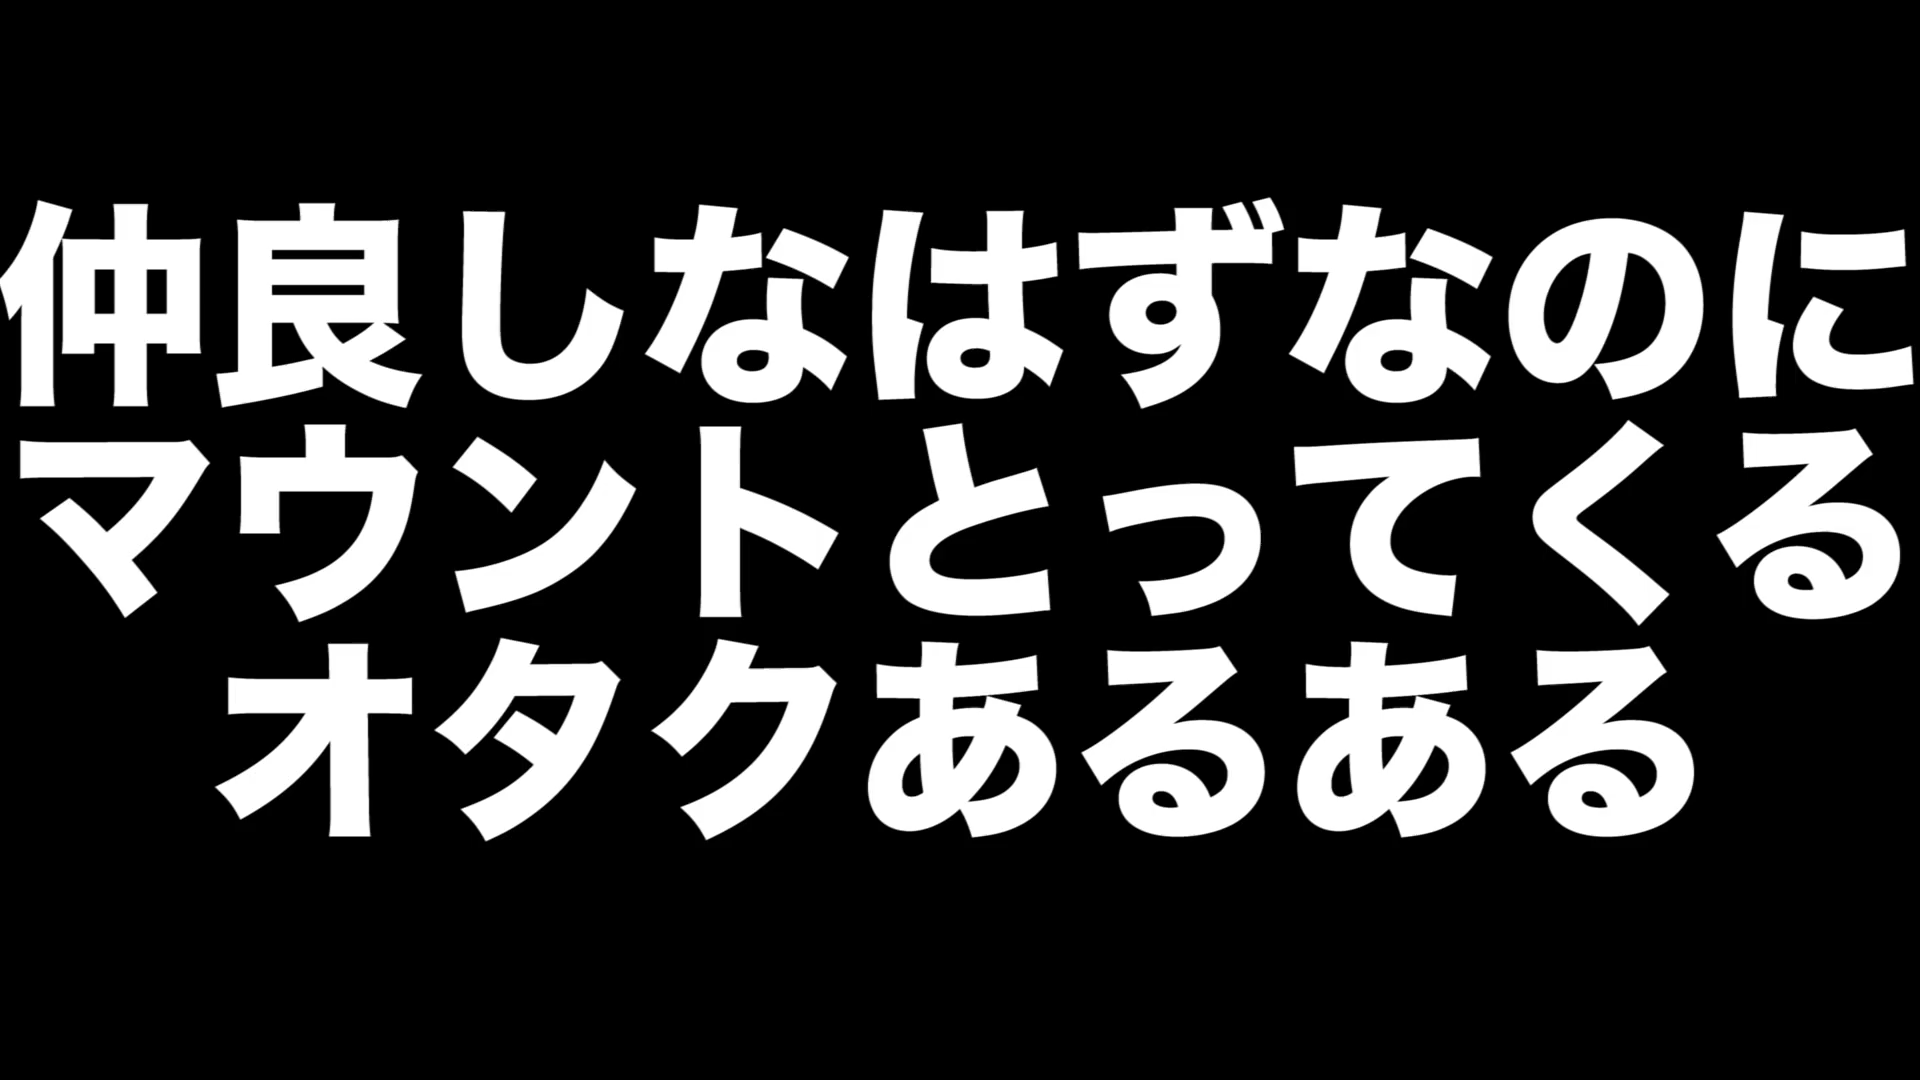 仲良しなはずなのに
マウントとってくる
オタクあるある